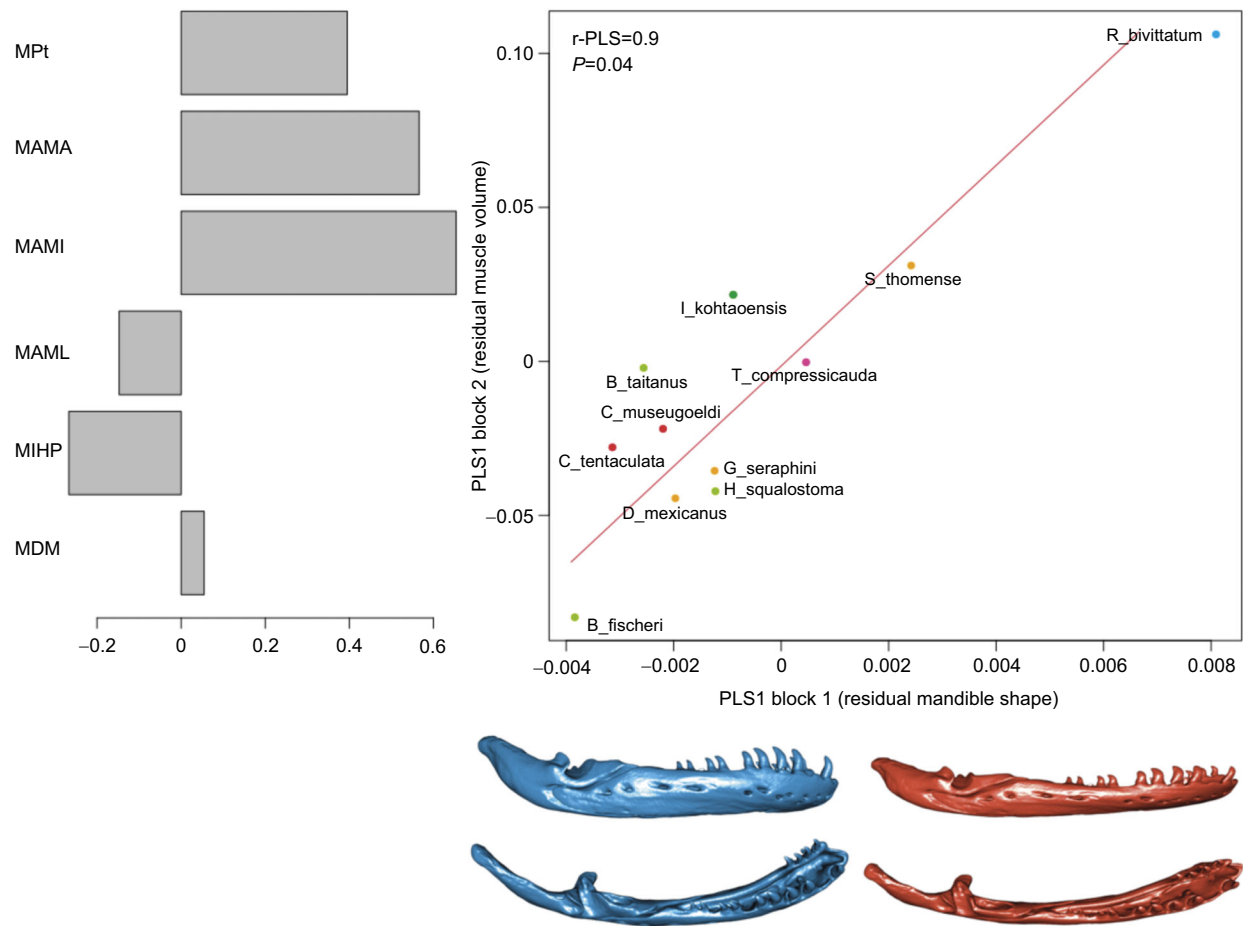 MPt
MAMA
MAMI
MAML
MIHP
MDM
−0.2 0 0.2 0.4 0.6
r-PLS=0.9
P=0.04
PLS1 block 2 (residual muscle volume)
0.10
0.05
0
−0.05
R_bivittatum
S_thomense
I_kohtaoensis
T_compressicauda
B_taitanus
C_museugoeldi
C_tentaculata
G_seraphini
H_squalostoma
D_mexicanus
B_fischeri
−0.004 −0.002 0 0.002 0.004 0.006 0.008
PLS1 block 1 (residual mandible shape)